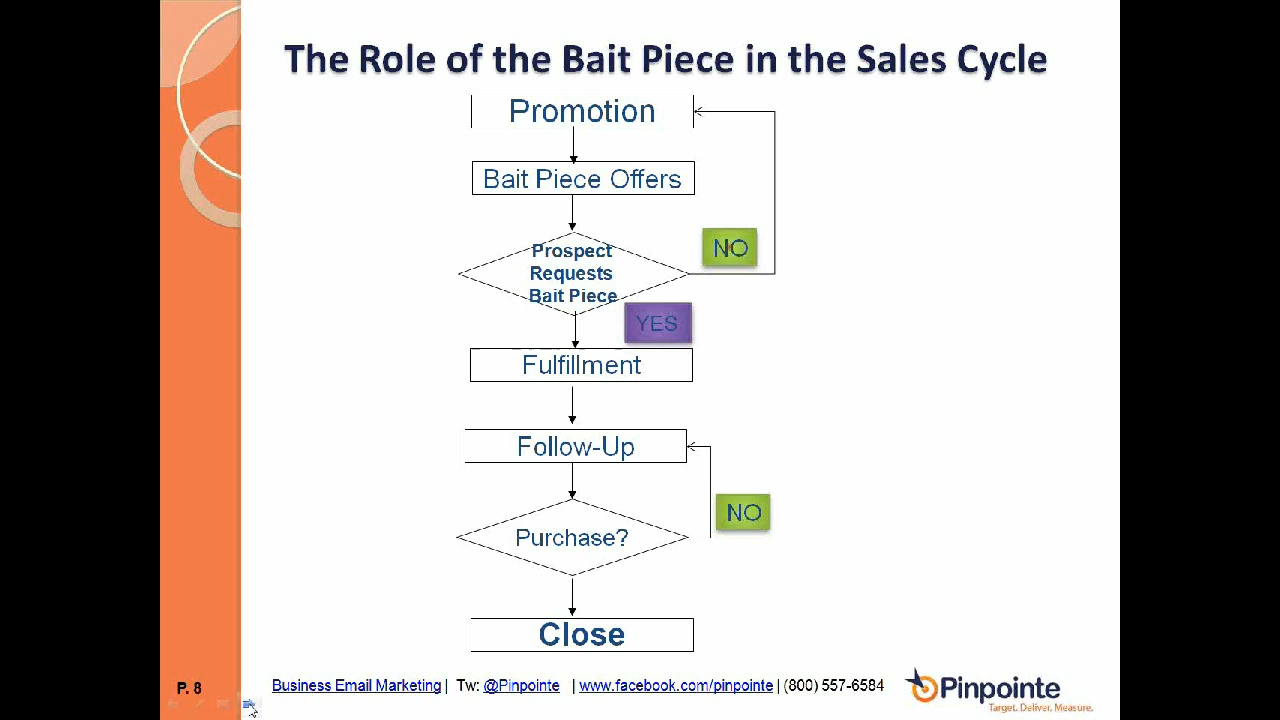 The Role of the Bait Piece in the Sales Cycle
Promotion
Bait Piece Offers
Prospect
Requests
Bait Piece
NO
YES
Fulfillment
Follow-Up
NO
Purchase?
Close
P. 8
Business Email Marketing | Tw: @Pinpointe | www.facebook.com/pinpointe | (800) 557-6584
Pinpointe
Target. Deliver. Measure.